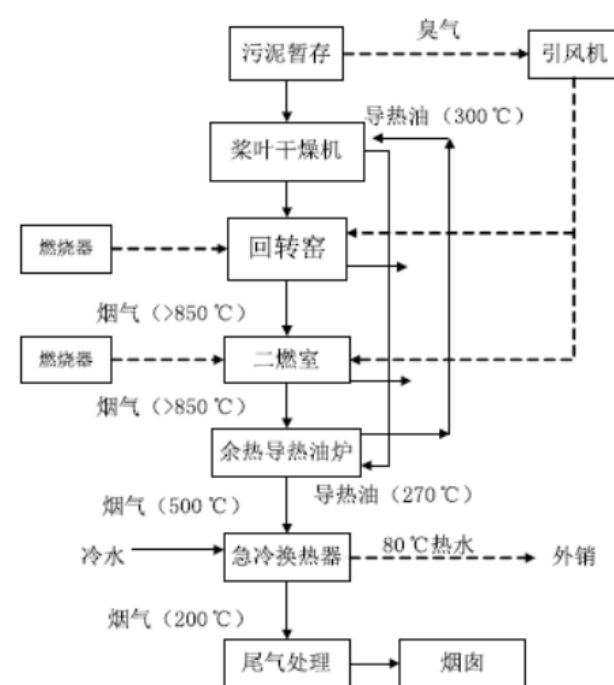 臭气
污泥暂存
引风机
导热油（300℃）
桨叶干燥机
燃烧器
回转窑
烟气（>850℃）
燃烧器
二燃室
烟气（>850℃）
余热导热油炉
导热油（270℃）
烟气（500℃）
冷水
急冷换热器
80℃热水
外销
烟气（200℃）
尾气处理
烟囱